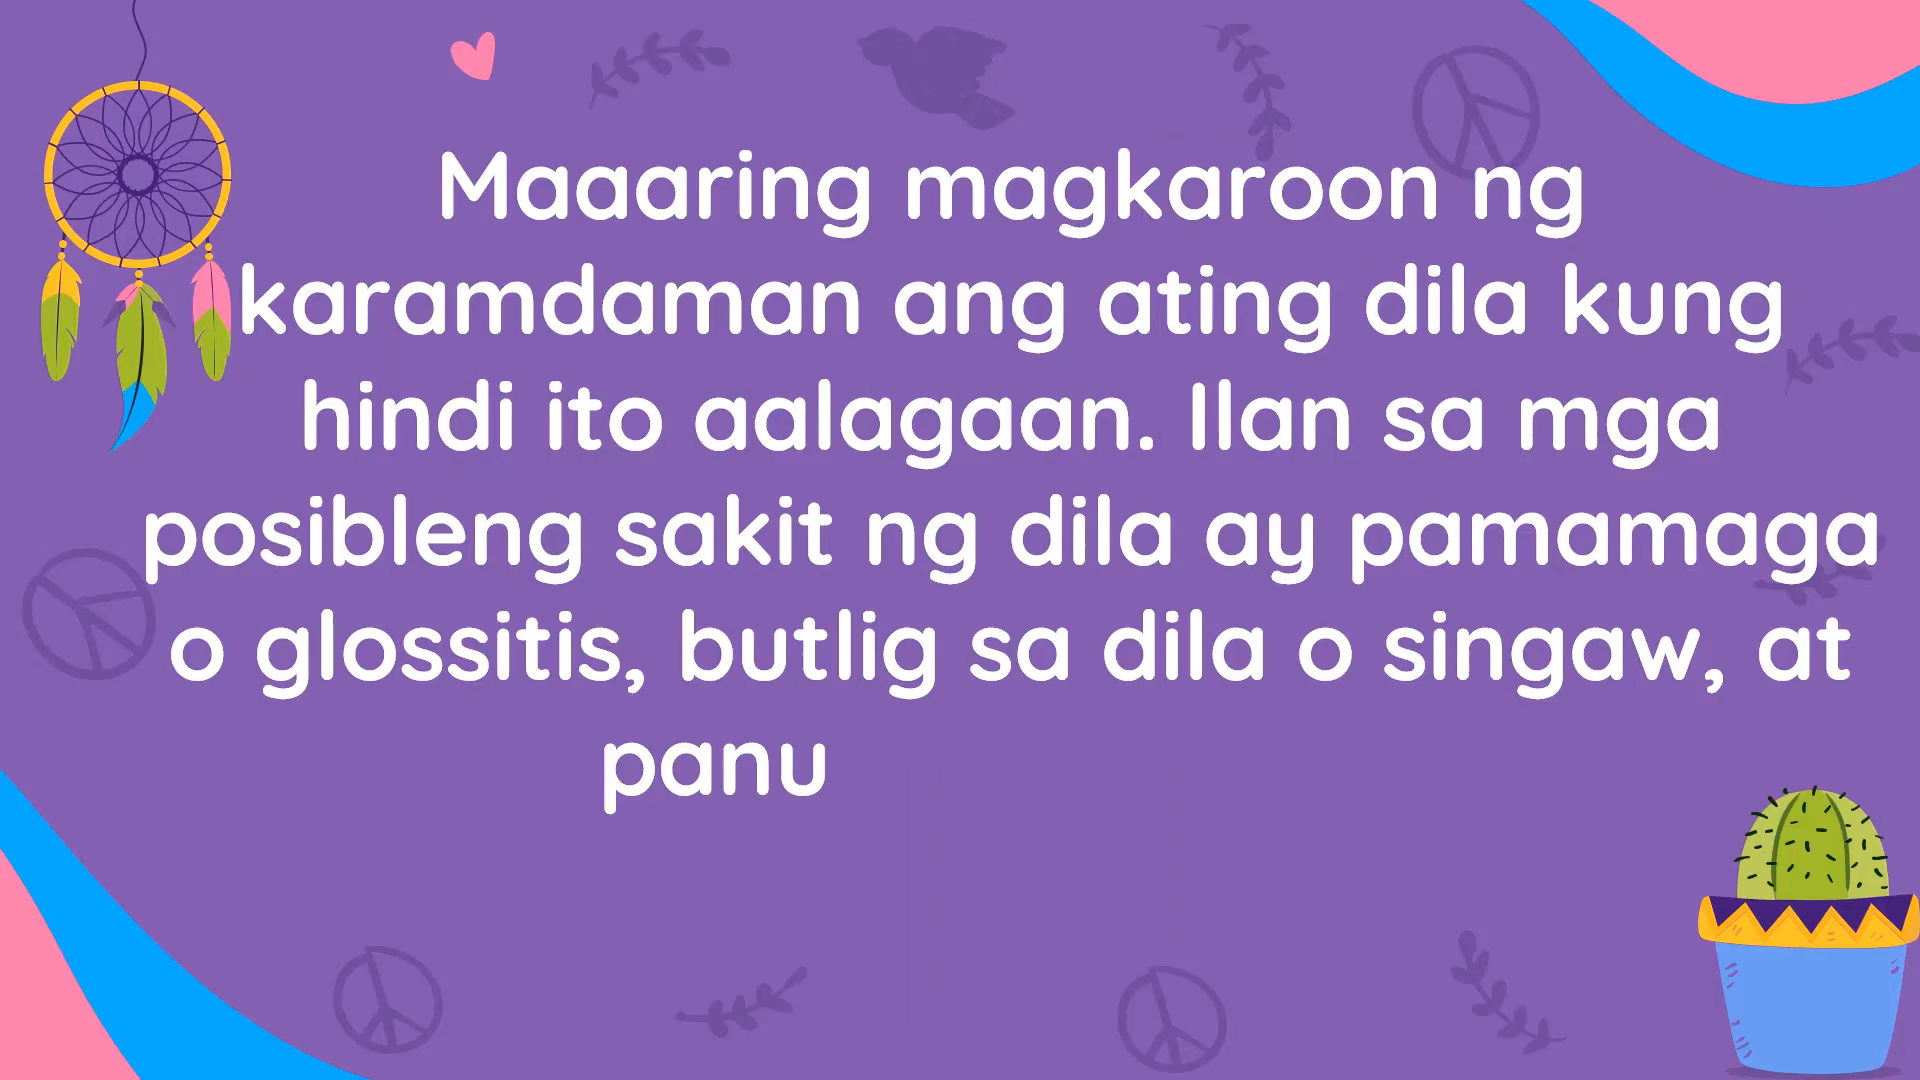 Maaaring magkaroon ng
karamdaman ang ating dila kung
hindi ito aalagaan. Ilan sa mga
posibleng sakit ng dila ay pamamaga
o glossitis, butlig sa dila o singaw, at
panu